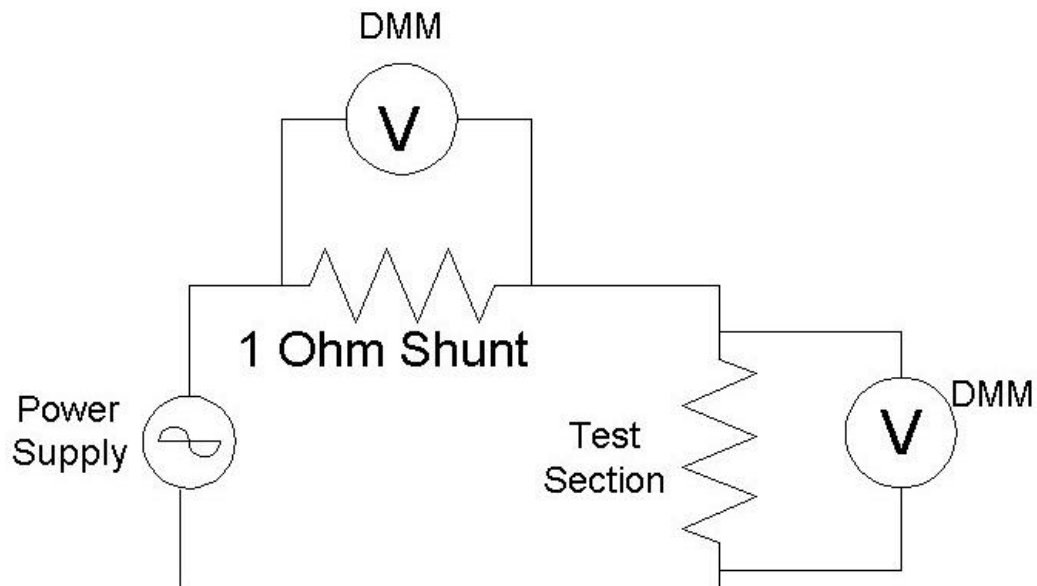 DMM
V
1 Ohm Shunt
Power
Supply
Test
Section
V
DMM